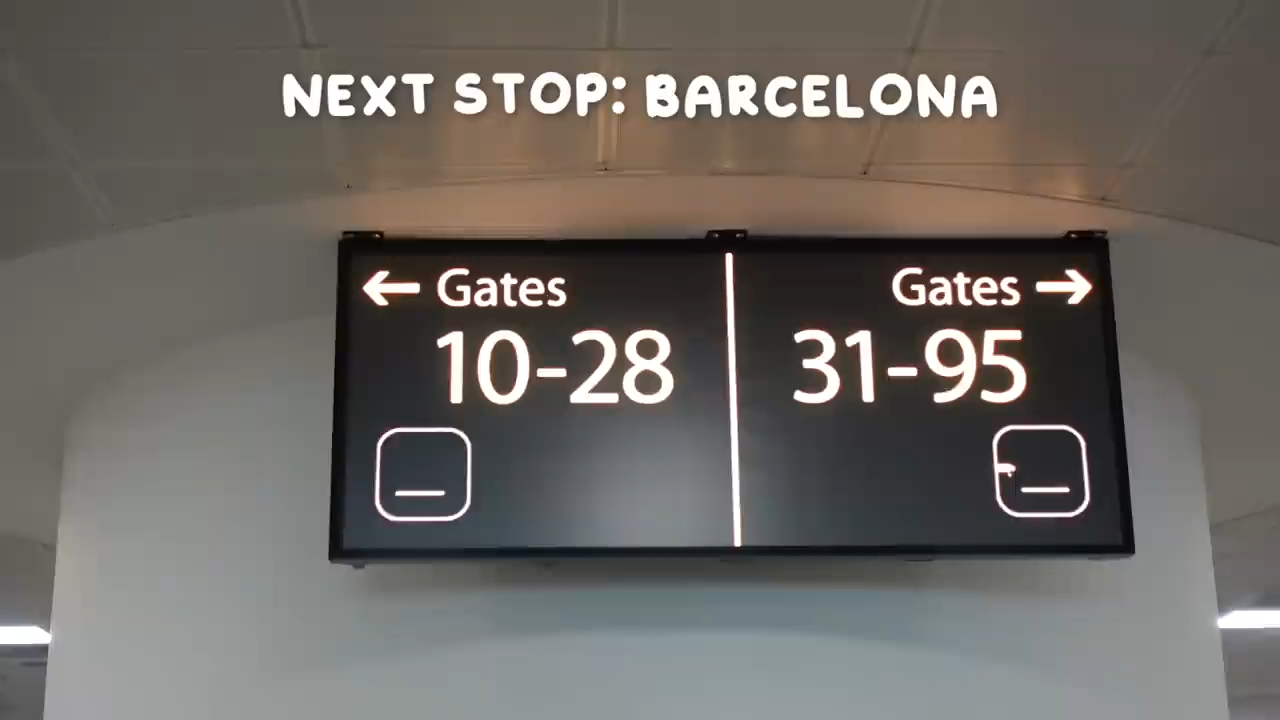 NEXT STOP: BARCELONA
← Gates
10-28
Gates →
31-95